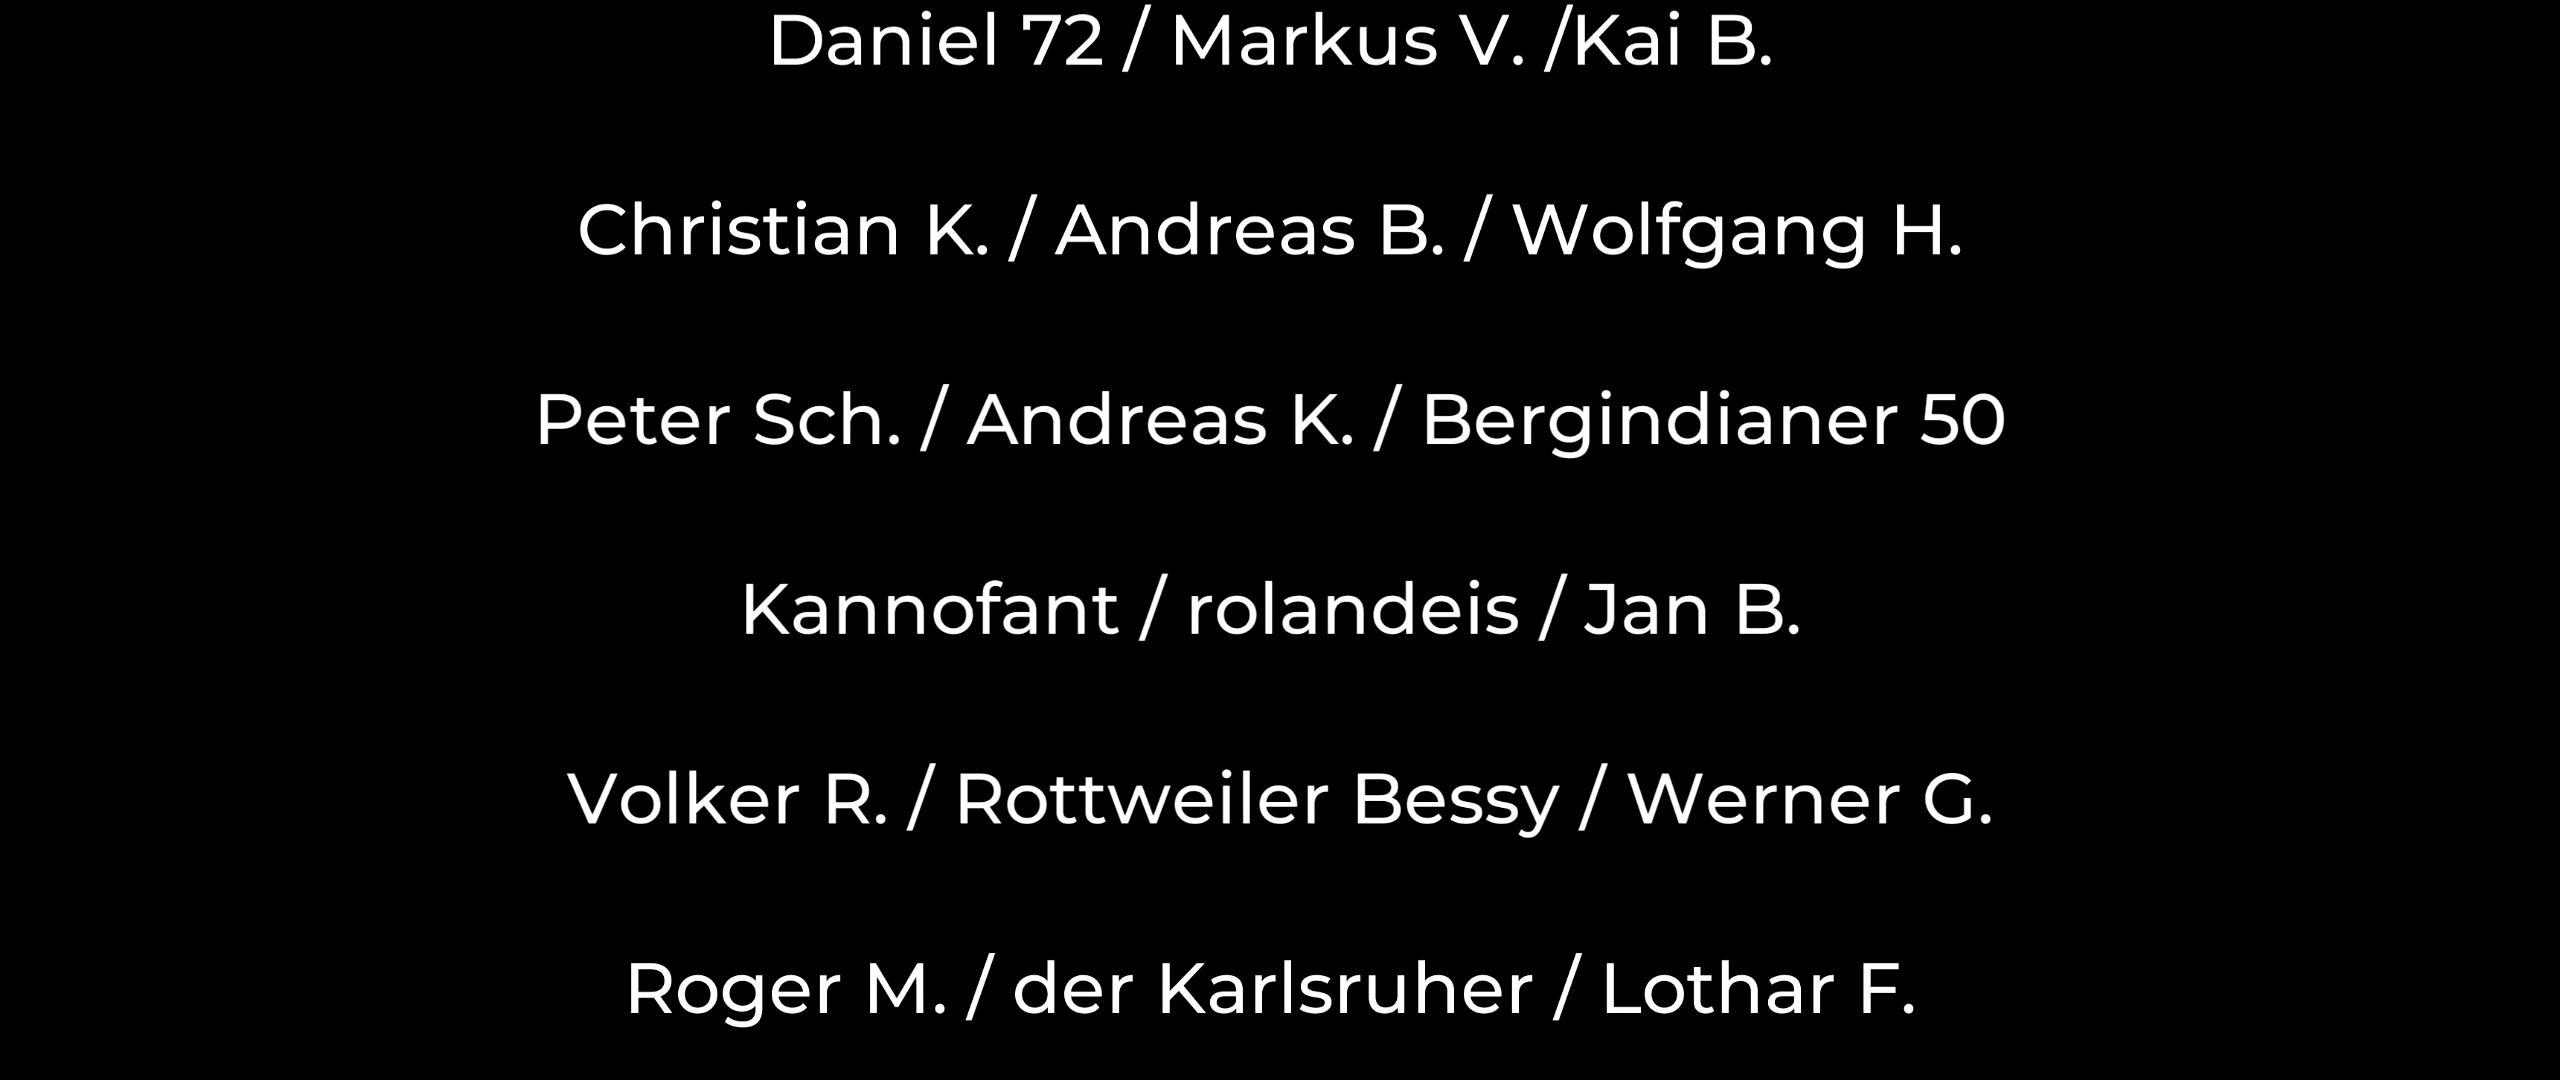 Daniel 72 / Markus V. /Kai B.
Christian K. / Andreas B. / Wolfgang H.
Peter Sch. / Andreas K. / Bergindianer 50
Kannofant / rolandeis / Jan B.
Volker R. / Rottweiler Bessy / Werner G.
Roger M. / der Karlsruher / Lothar F.